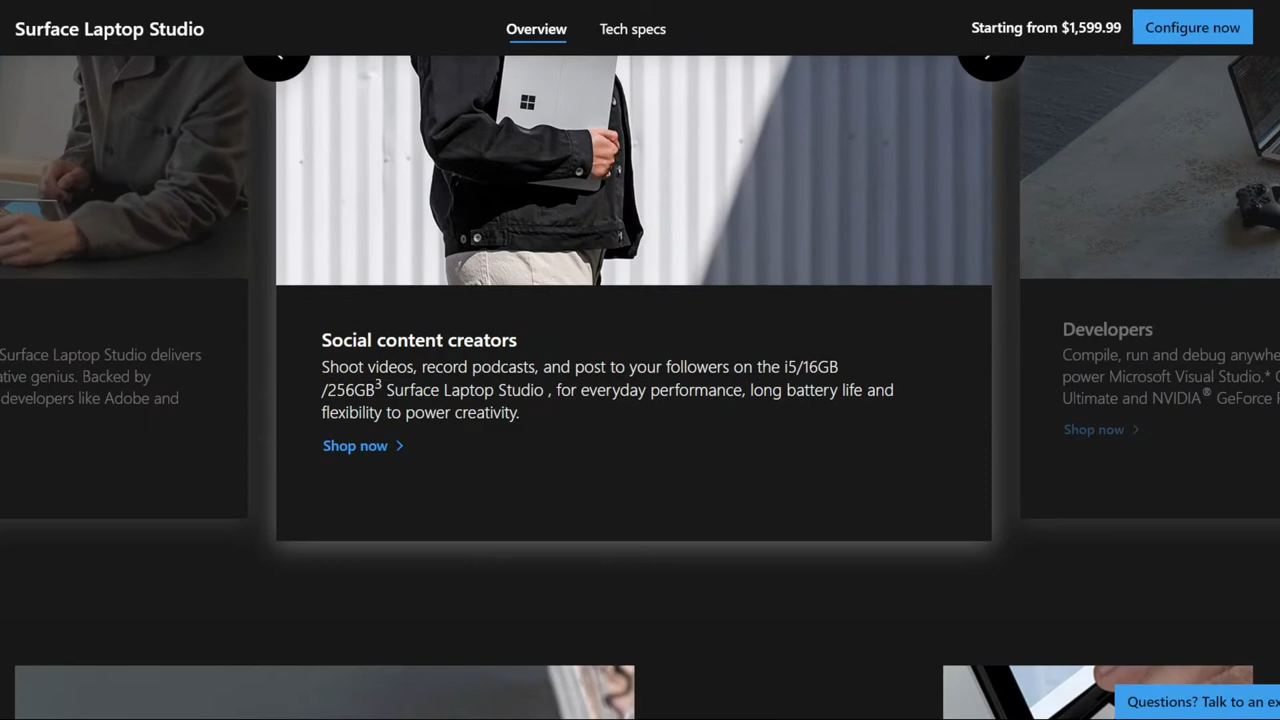 Surface Laptop Studio
Overview
Tech specs
Starting from $1,599.99
Configure now
Surface Laptop Studio delivers
ative genius. Backed by
developers like Adobe and
Social content creators
Shoot videos, record podcasts, and post to your followers on the i5/16GB
/256GB³ Surface Laptop Studio , for everyday performance, long battery life and
flexibility to power creativity.
Shop now
Developers
Compile, run and debug anywhe
power Microsoft Visual Studio.*
Ultimate and NVIDIA® GeForce
Shop now
Questions? Talk to an ex